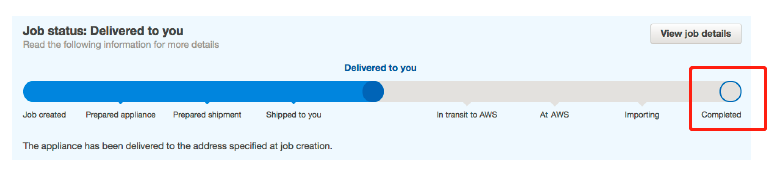 Job status: Delivered to you
View job details
Read the following information for more details
Delivered to you
Job created
Prepared appliance
Prepared shipment
Shipped to you
In transit to AWS
At AWS
Importing
Completed
The appliance has been delivered to the address specified at job creation.